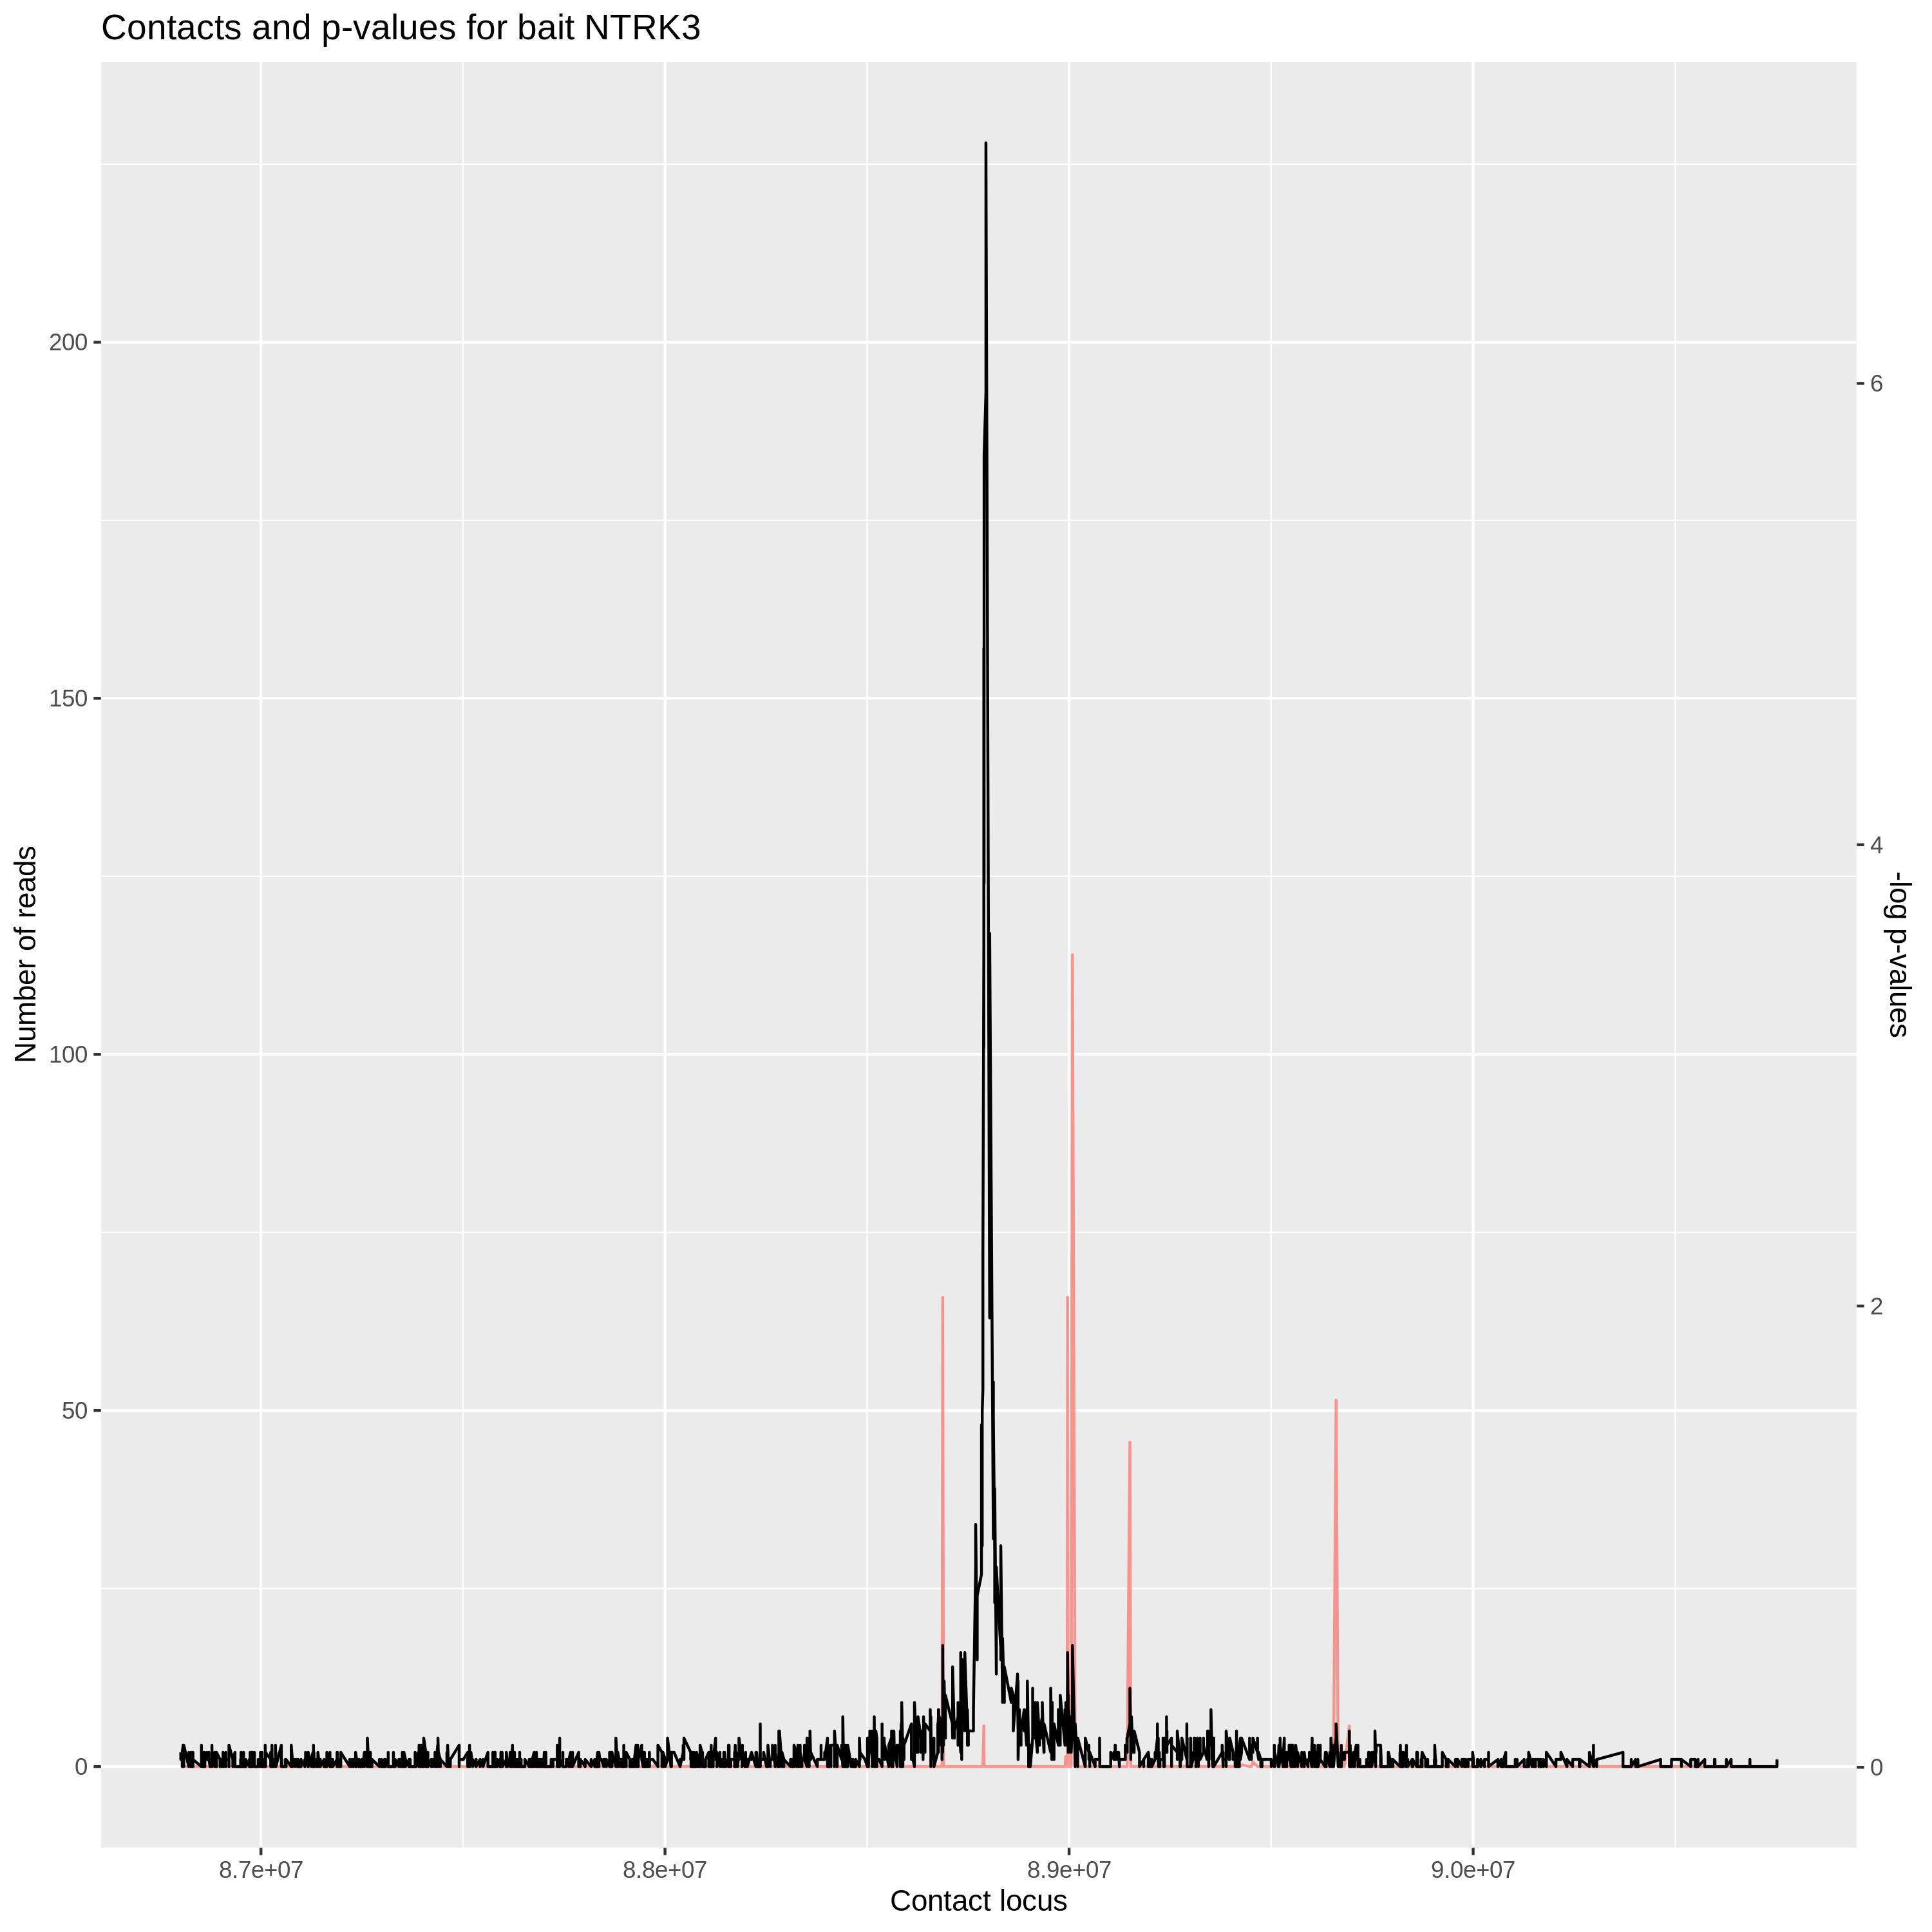 Contacts and p-values for bait NTRK3
200
150
100
50
0
Number of reads
6
4
2
0
-log p-values
8.7e+07
8.8e+07
8.9e+07
9.0e+07
Contact locus